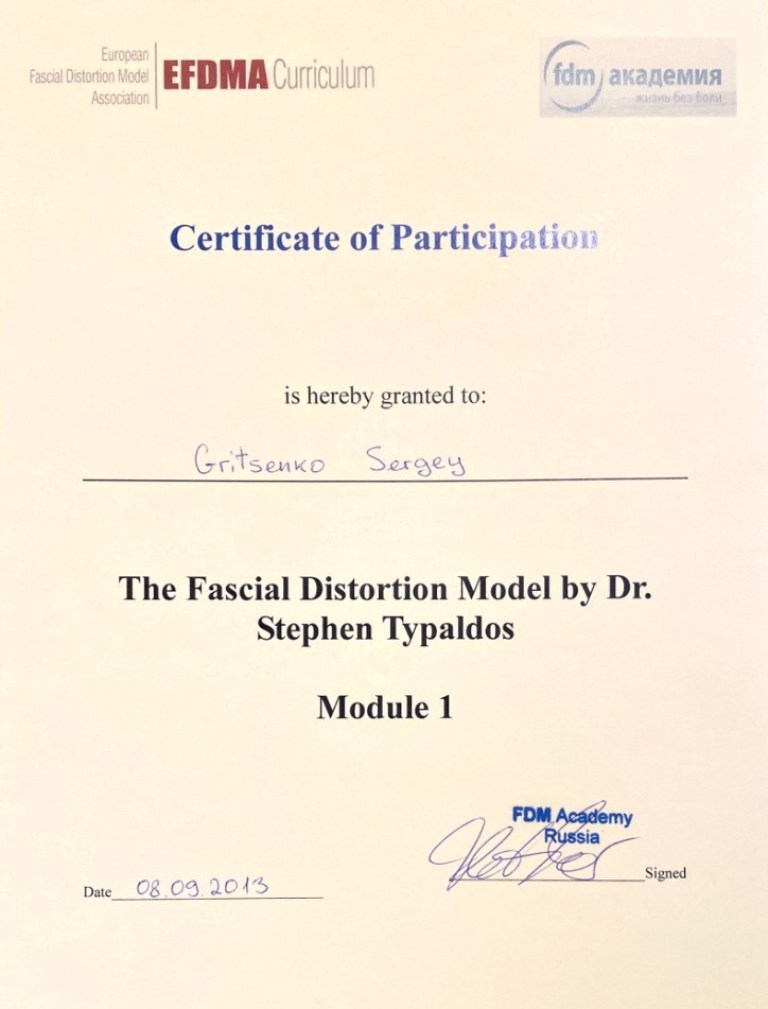 European
Fascial Distortion Model
Association
EFDMA Curriculum
fdm академия
жизнь без боли
Certificate of Participation
is hereby granted to:
Gritsenko Sergey
The Fascial Distortion Model by Dr.
Stephen Typaldos
Module 1
FDM Academy
Russia
Signed
Date 08.09.2013